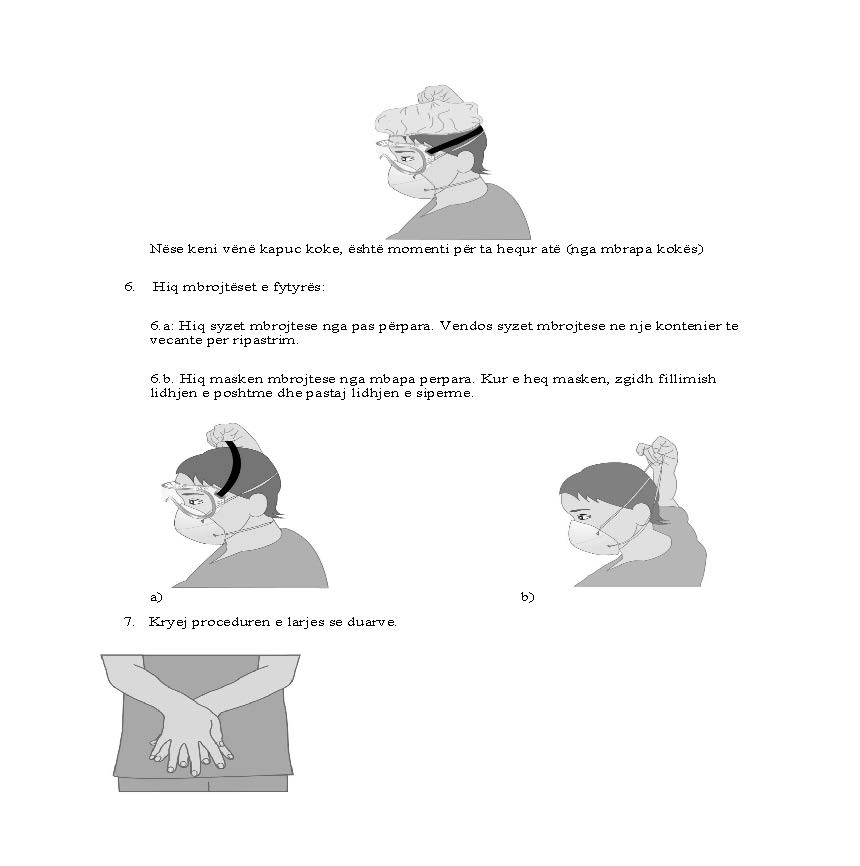 Nëse keni vënë kapuc koke, është momenti për ta hequr atë (nga mbrapa kokës)
6. Hiq mbrojtëset e fytyrës:
6.a: Hiq syzet mbrojtese nga pas përpara. Vendos syzet mbrojtese ne nje kontenier te
vecante per ripastrim.
6.b. Hiq masken mbrojtese nga mbapa perpara. Kur e heq masken, zgidh fillimish
lidhjen e poshtme dhe pastaj lidhjen e siperme.
a) b)
7. Kryej proceduren e larjes se duarve.